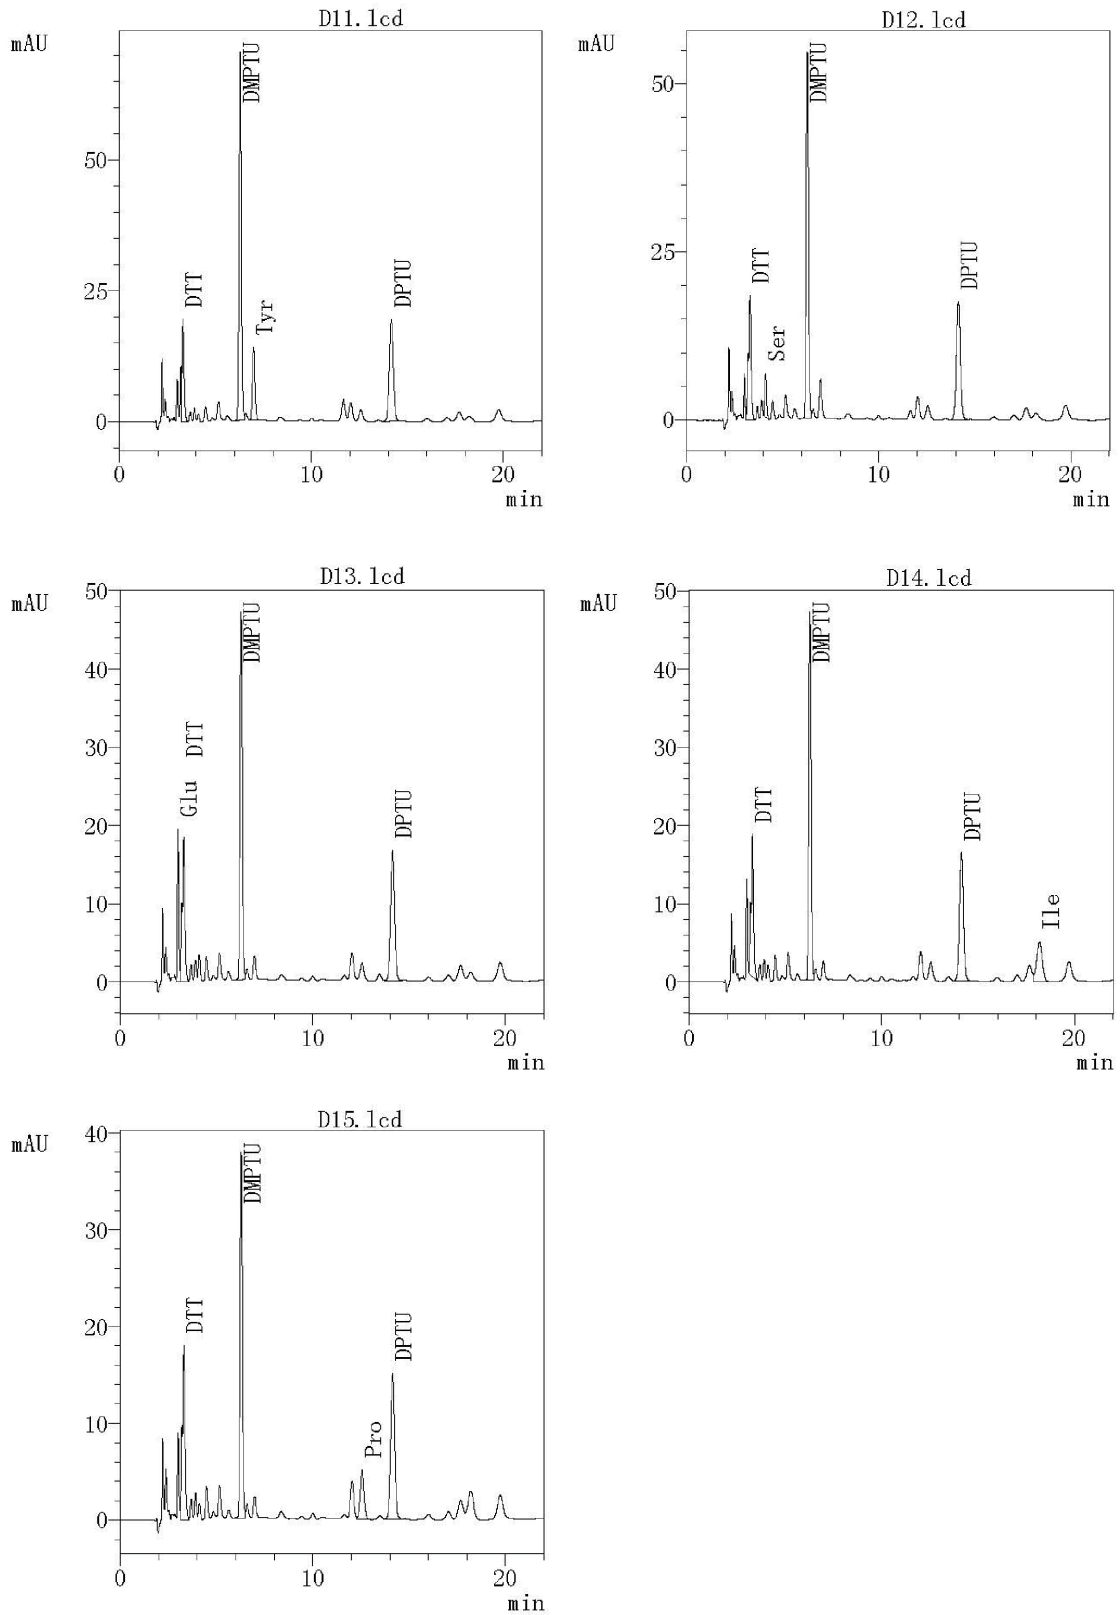 D11.lcd
mAU
DMPTU
50
DTT
25
Tyr
DPTU
0
0 10 20
min
D12.lcd
mAU
DMPTU
50
DTT
25
Ser
DPTU
0
0 10 20
min
D13.lcd
mAU
50
DMPTU
40
DTT
30
Glu
DPTU
20
10
0
0 10 20
min
D14.lcd
mAU
50
DMPTU
40
30
DTT
DPTU
20
10
Ile
0
0 10 20
min
D15.lcd
mAU
40
DMPTU
30
DTT
20
DPTU
10
Pro
0
0 10 20
min